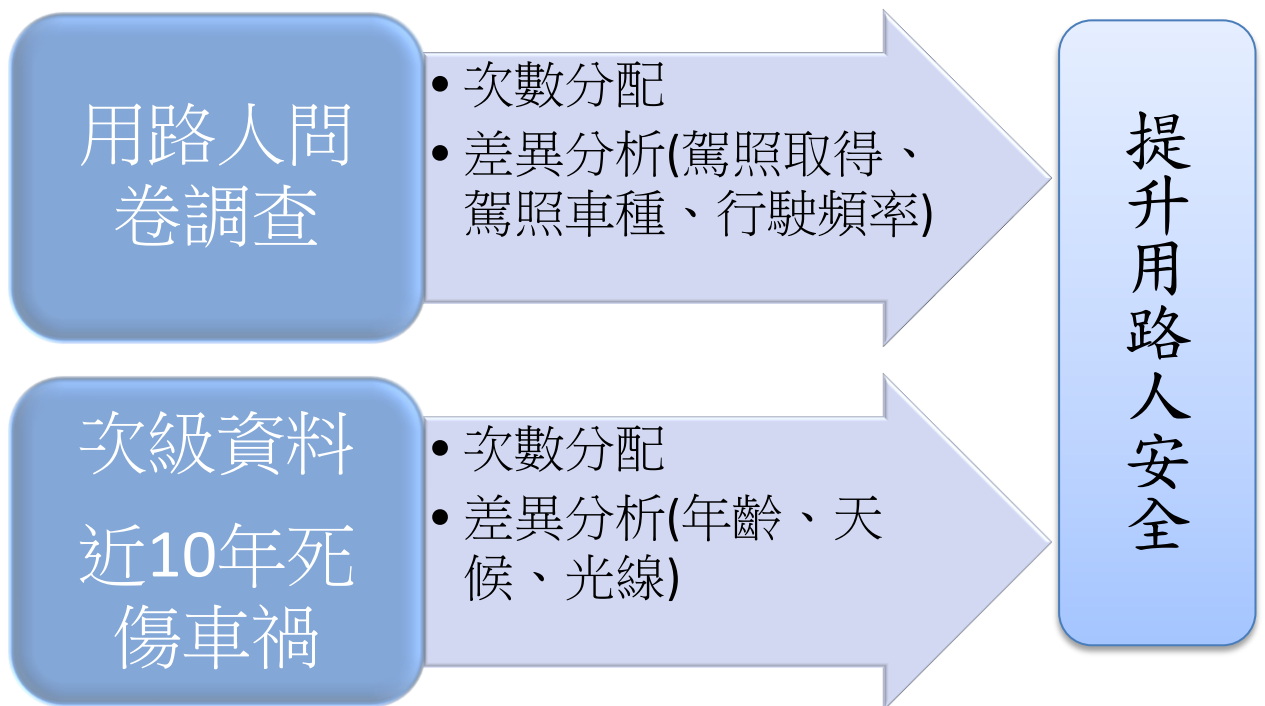 用路人問
卷調查
• 次數分配
• 差異分析(駕照取得、
駕照車種、行駛頻率)
次級資料
近10年死
傷車禍
• 次數分配
• 差異分析(年齡、天
候、光線)
提升用路人安全